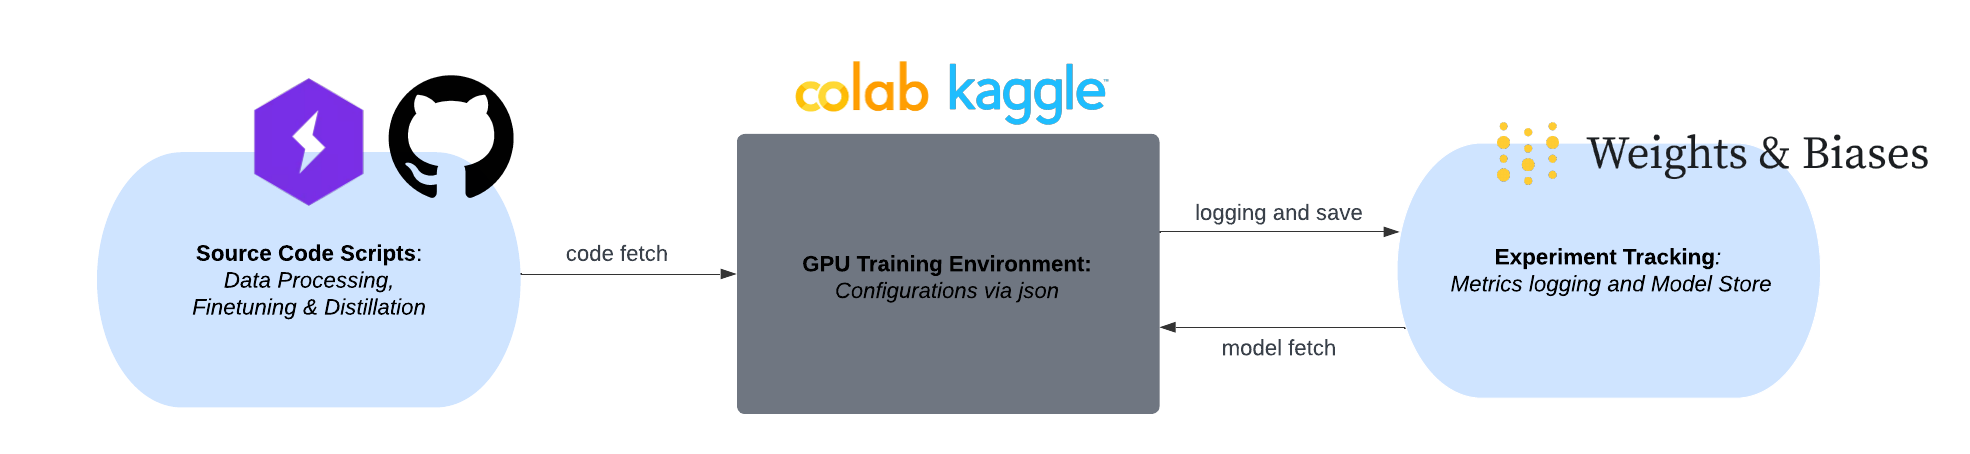 colab kaggle™
Weights & Biases
Source Code Scripts:
Data Processing,
Finetuning & Distillation
code fetch
GPU Training Environment:
Configurations via json
logging and save
model fetch
Experiment Tracking:
Metrics logging and Model Store